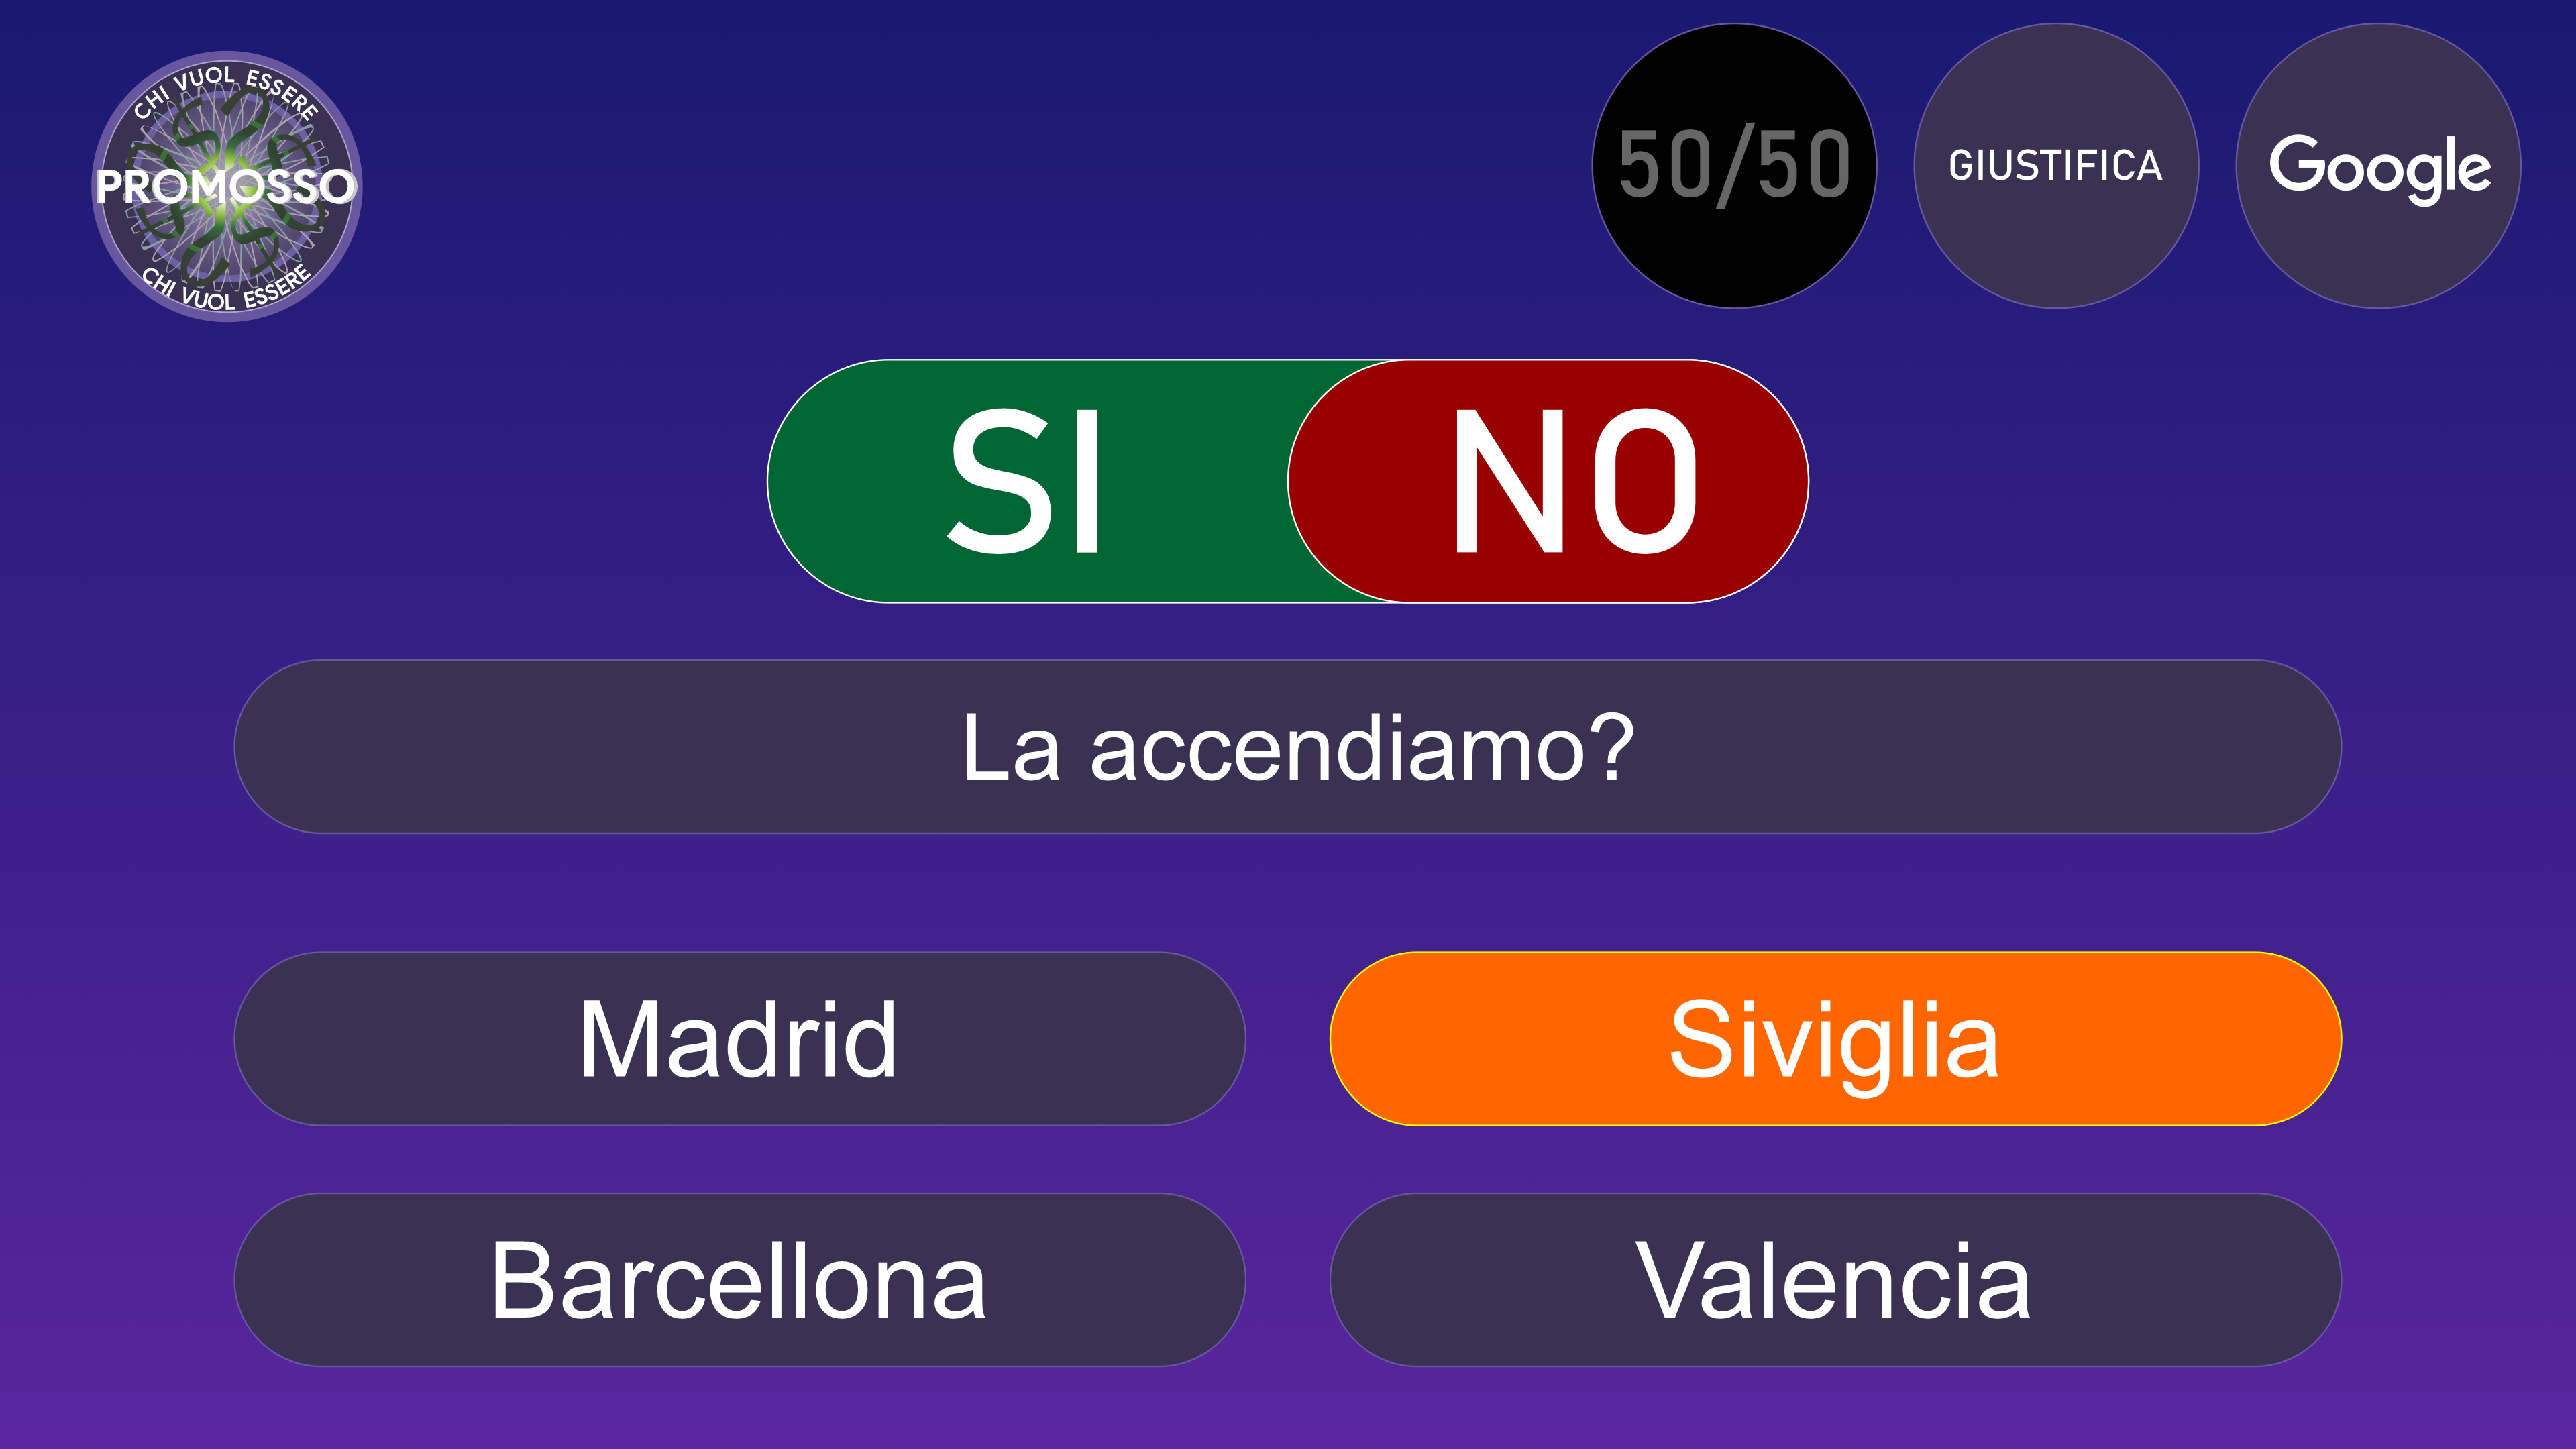 CHI VUOL ESSERE
PROMOSSO
CHI VUOL ESSERE
50/50
GIUSTIFICA
Google
SI
NO
La accendiamo?
Madrid
Siviglia
Barcellona
Valencia